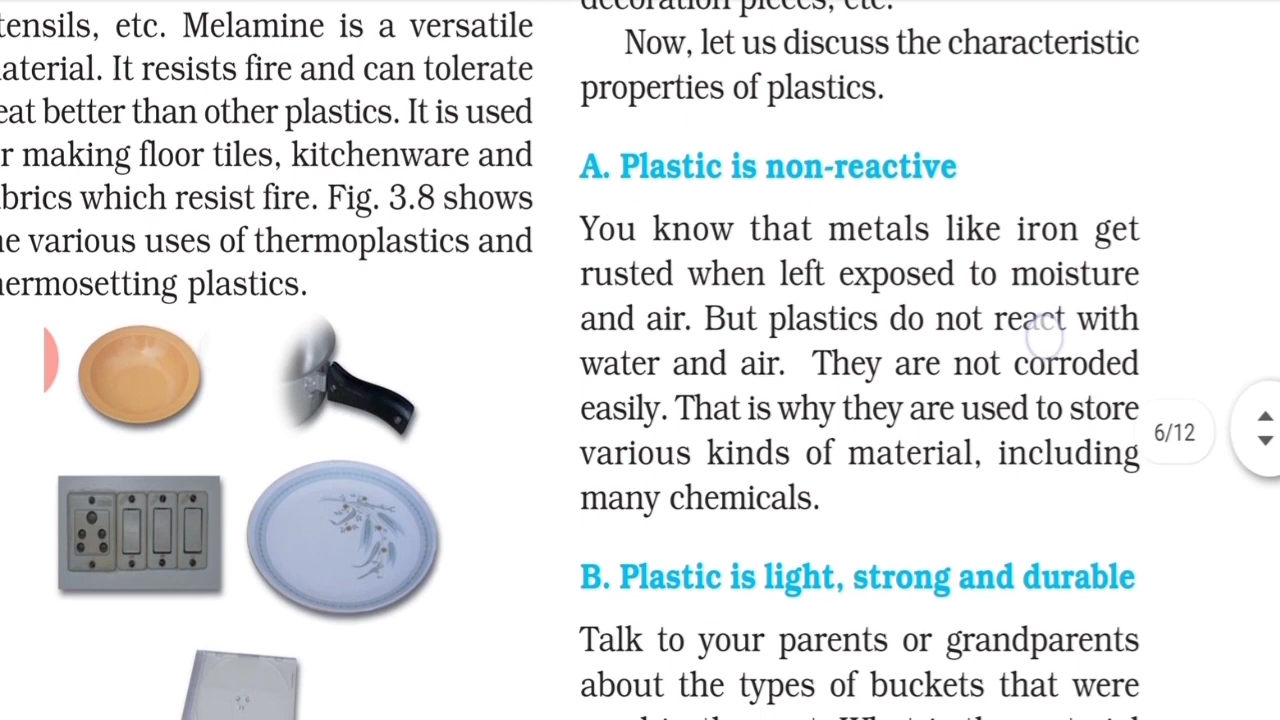 etc. Melamine is a versatile
It resists fire and can tolerate
better than other plastics. It is used
making floor tiles, kitchenware and
which resist fire. Fig. 3.8 shows
various uses of thermoplastics and
plastics.
decoration pieces, etc.
Now, let us discuss the characteristic
properties of plastics.
A. Plastic is non-reactive
You know that metals like iron get
rusted when left exposed to moisture
and air. But plastics do not react with
water and air. They are not corroded
easily. That is why they are used to store
various kinds of material, including
many chemicals.
B. Plastic is light, strong and durable
Talk to your parents or grandparents
about the types of buckets that were
6/12